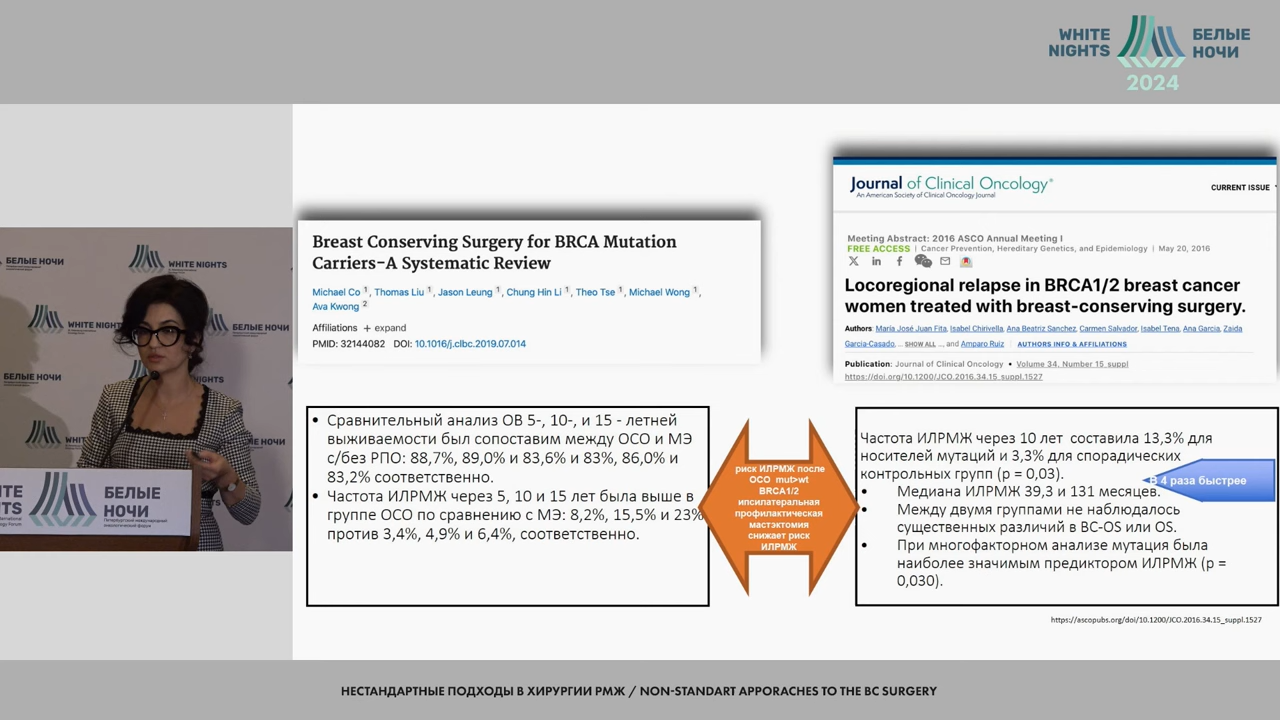 WHITE NIGHTS
БЕЛЫЕ НОЧИ
2024
Breast Conserving Surgery for BRCA Mutation
Carriers-A Systematic Review
Michael Co 1, Thomas Liu 1, Jason Leung 1, Chung Hin Li 1, Theo Tse 1, Michael Wong 1,
Ava Kwong 2
Affiliations + expand
PMID: 32144082 DOI: 10.1016/j.clbc.2019.07.014
Journal of Clinical Oncology®
An American Society of Clinical Oncology Journal
CURRENT ISSUE
Meeting Abstract: 2016 ASCO Annual Meeting I
FREE ACCESS | Cancer Prevention, Hereditary Genetics, and Epidemiology | May 20, 2016
Locoregional relapse in BRCA1/2 breast cancer
women treated with breast-conserving surgery.
Authors: María José Juan Fita, Isabel Chirivella, Ana Beatriz Sanchez, Carmen Salvador, Isabel Tena, Ana Garcia, Zaida
Garcia-Casado, ... SHOW ALL ..., and Amparo Ruiz | AUTHORS INFO & AFFILIATIONS
Publication: Journal of Clinical Oncology • Volume 34, Number 15_suppl
https://doi.org/10.1200/JCO.2016.34.15_suppl.1527
• Сравнительный анализ ОВ 5-, 10-, и 15 - летней
выживаемости был сопоставим между ОСО и МЭ
с/без РПО: 88,7%, 89,0% и 83,6% и 83%, 86,0% и
83,2% соответственно.
• Частота ИЛРМЖ через 5, 10 и 15 лет была выше в
группе ОСО по сравнению с МЭ: 8,2%, 15,5% и 23%
против 3,4%, 4,9% и 6,4%, соответственно.
риск ИЛРМЖ после
ОСО mut>wt
BRCA1/2
ипсилатеральная
профилактическая
мастэктомия
снижает риск
ИЛРМЖ
Частота ИЛРМЖ через 10 лет составила 13,3% для
носителей мутаций и 3,3% для спорадических
контрольных групп (p = 0,03).
• Медиана ИЛРМЖ 39,3 и 131 месяцев.
• Между двумя группами не наблюдалось
существенных различий в BC-OS или OS.
• При многофакторном анализе мутация была
наиболее значимым предиктором ИЛРМЖ (p =
0,030).
В 4 раза быстрее
https://ascopubs.org/doi/10.1200/JCO.2016.34.15_suppl.1527
БЕЛЫЕ НОЧИ
WHITE NIGHTS
WHITE NIGHTS
БЕЛЫЕ НОЧИ
БЕЛЫЕ НОЧИ
БЕЛЫЕ
НОЧИ
НЕСТАНДАРТНЫЕ ПОДХОДЫ В ХИРУРГИИ РМЖ / NON-STANDART APPORACHES TO THE BC SURGERY